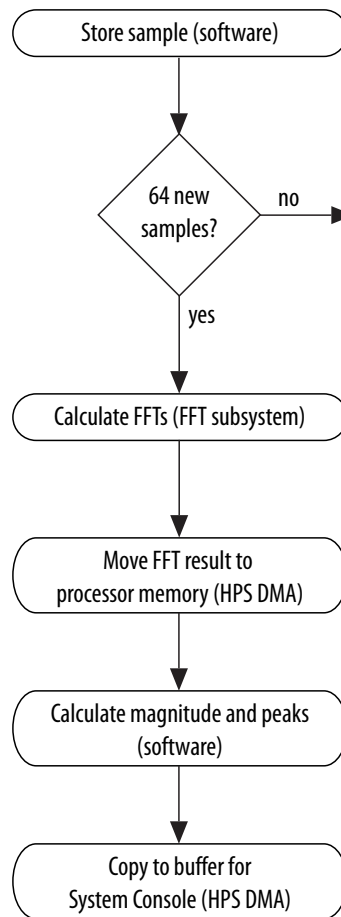 Store sample (software)
64 new
samples?
no
yes
Calculate FFTs (FFT subsystem)
Move FFT result to
processor memory (HPS DMA)
Calculate magnitude and peaks
(software)
Copy to buffer for
System Console (HPS DMA)